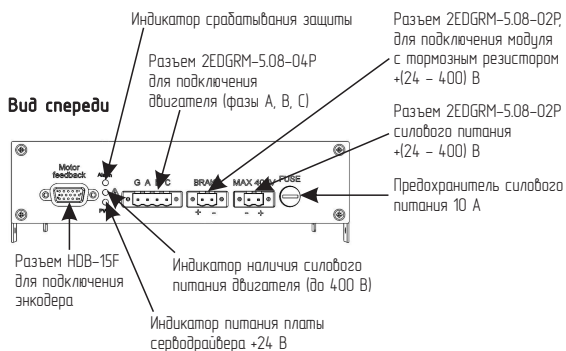 Индикатор срабатывания защиты
Разъем 2EDGRM–5.08–04P
для подключения
двигателя (фазы A, B, C)
Разъем 2EDGRM–5.08–02P,
для подключения модуля
с тормозным резистором
+(24 – 400) В
Разъем 2EDGRM–5.08–02P
силового питания
+(24 – 400) В
Предохранитель силового
питания 10 А
Вид спереди
Motor
feedback
G A
MAX 400V
FUSE
+ –
– +
Разъем HDB–15F
для подключения
энкодера
Индикатор наличия силового
питания двигателя (до 400 В)
Индикатор питания платы
серводрайвера +24 В